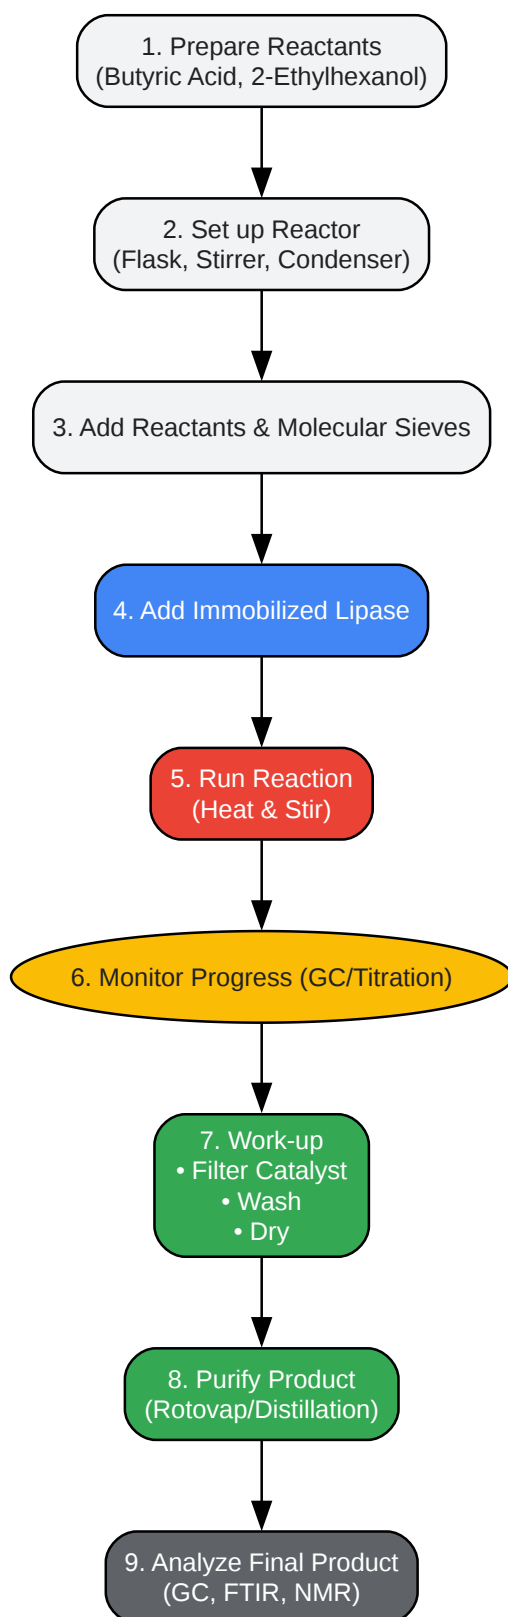 1. Prepare Reactants
(Butyric Acid, 2-Ethylhexanol)
2. Set up Reactor
(Flask, Stirrer, Condenser)
3. Add Reactants & Molecular Sieves
4. Add Immobilized Lipase
5. Run Reaction
(Heat & Stir)
6. Monitor Progress (GC/Titration)
7. Work-up
• Filter Catalyst
• Wash
• Dry
8. Purify Product
(Rotovap/Distillation)
9. Analyze Final Product
(GC, FTIR, NMR)